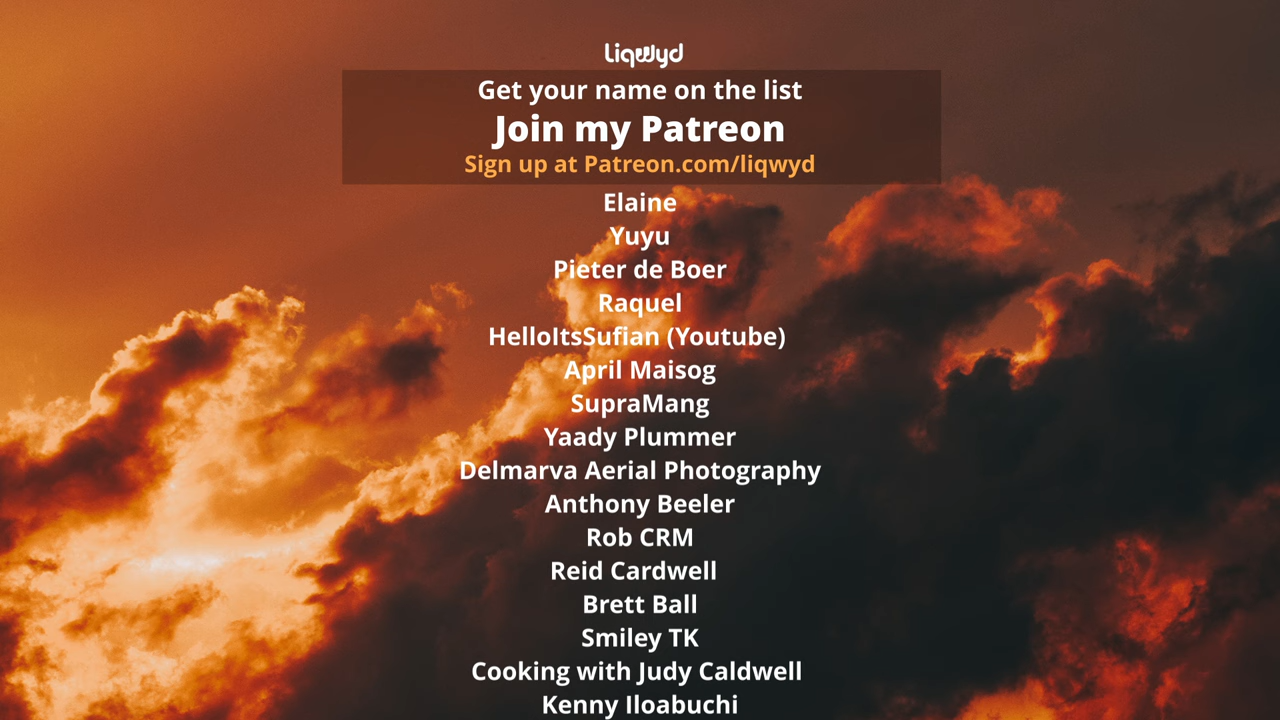 Liqwyd
Get your name on the list
Join my Patreon
Sign up at Patreon.com/liqwyd
Elaine
Yuyu
Pieter de Boer
Raquel
HelloItsSufian (Youtube)
April Maisog
SupraMang
Yaady Plummer
Delmarva Aerial Photography
Anthony Beeler
Rob CRM
Reid Cardwell
Brett Ball
Smiley TK
Cooking with Judy Caldwell
Kenny Iloabuchi